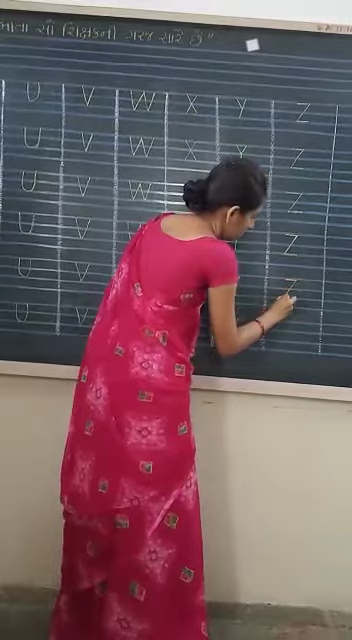 માતા સો શિક્ષકની ગરજ સારે છે"
U V W X Y Z
U V W X Y Z
U V W Z
U V W Z
U V Z
U V